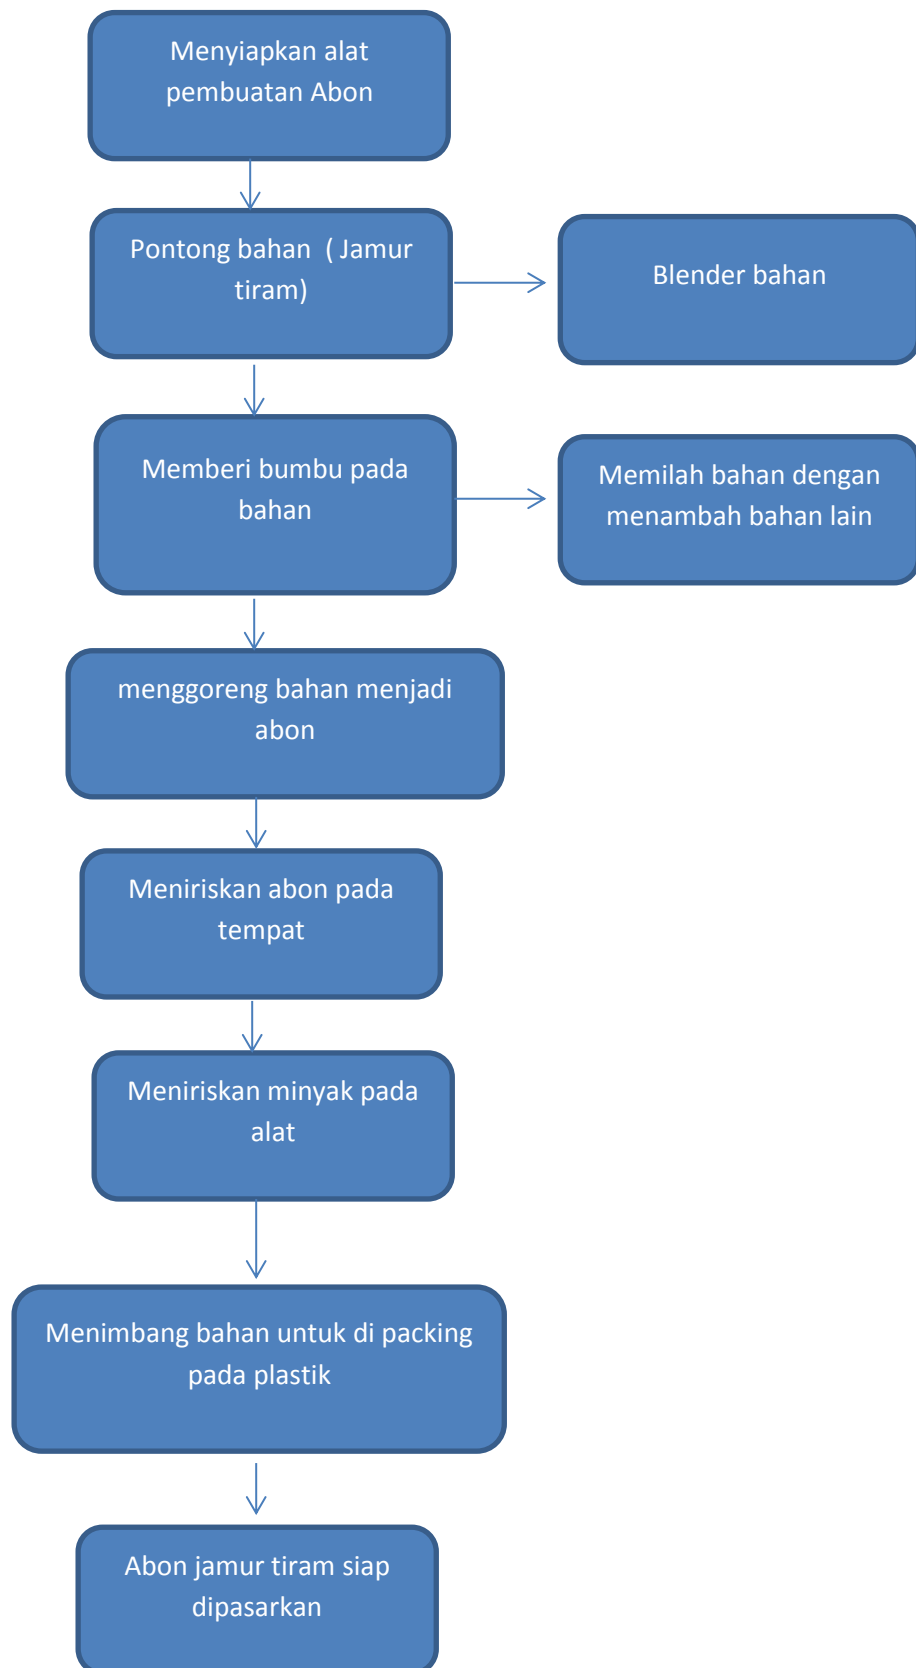 Menyiapkan alat
pembuatan Abon
Pontong bahan  ( Jamur
tiram)
Blender bahan
Memberi bumbu pada
bahan
Memilah bahan dengan
menambah bahan lain
menggoreng bahan menjadi
abon
Meniriskan abon pada
tempat
Meniriskan minyak pada
alat
Menimbang bahan untuk di packing
pada plastik
Abon jamur tiram siap
dipasarkan